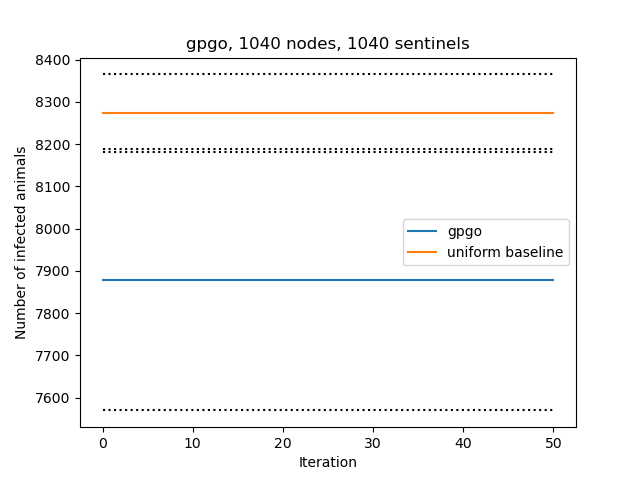 gpgo, 1040 nodes, 1040 sentinels
8400
8300
8200
8100
8000
7900
7800
7700
7600
Number of infected animals
gpgo
uniform baseline
0 10 20 30 40 50
Iteration